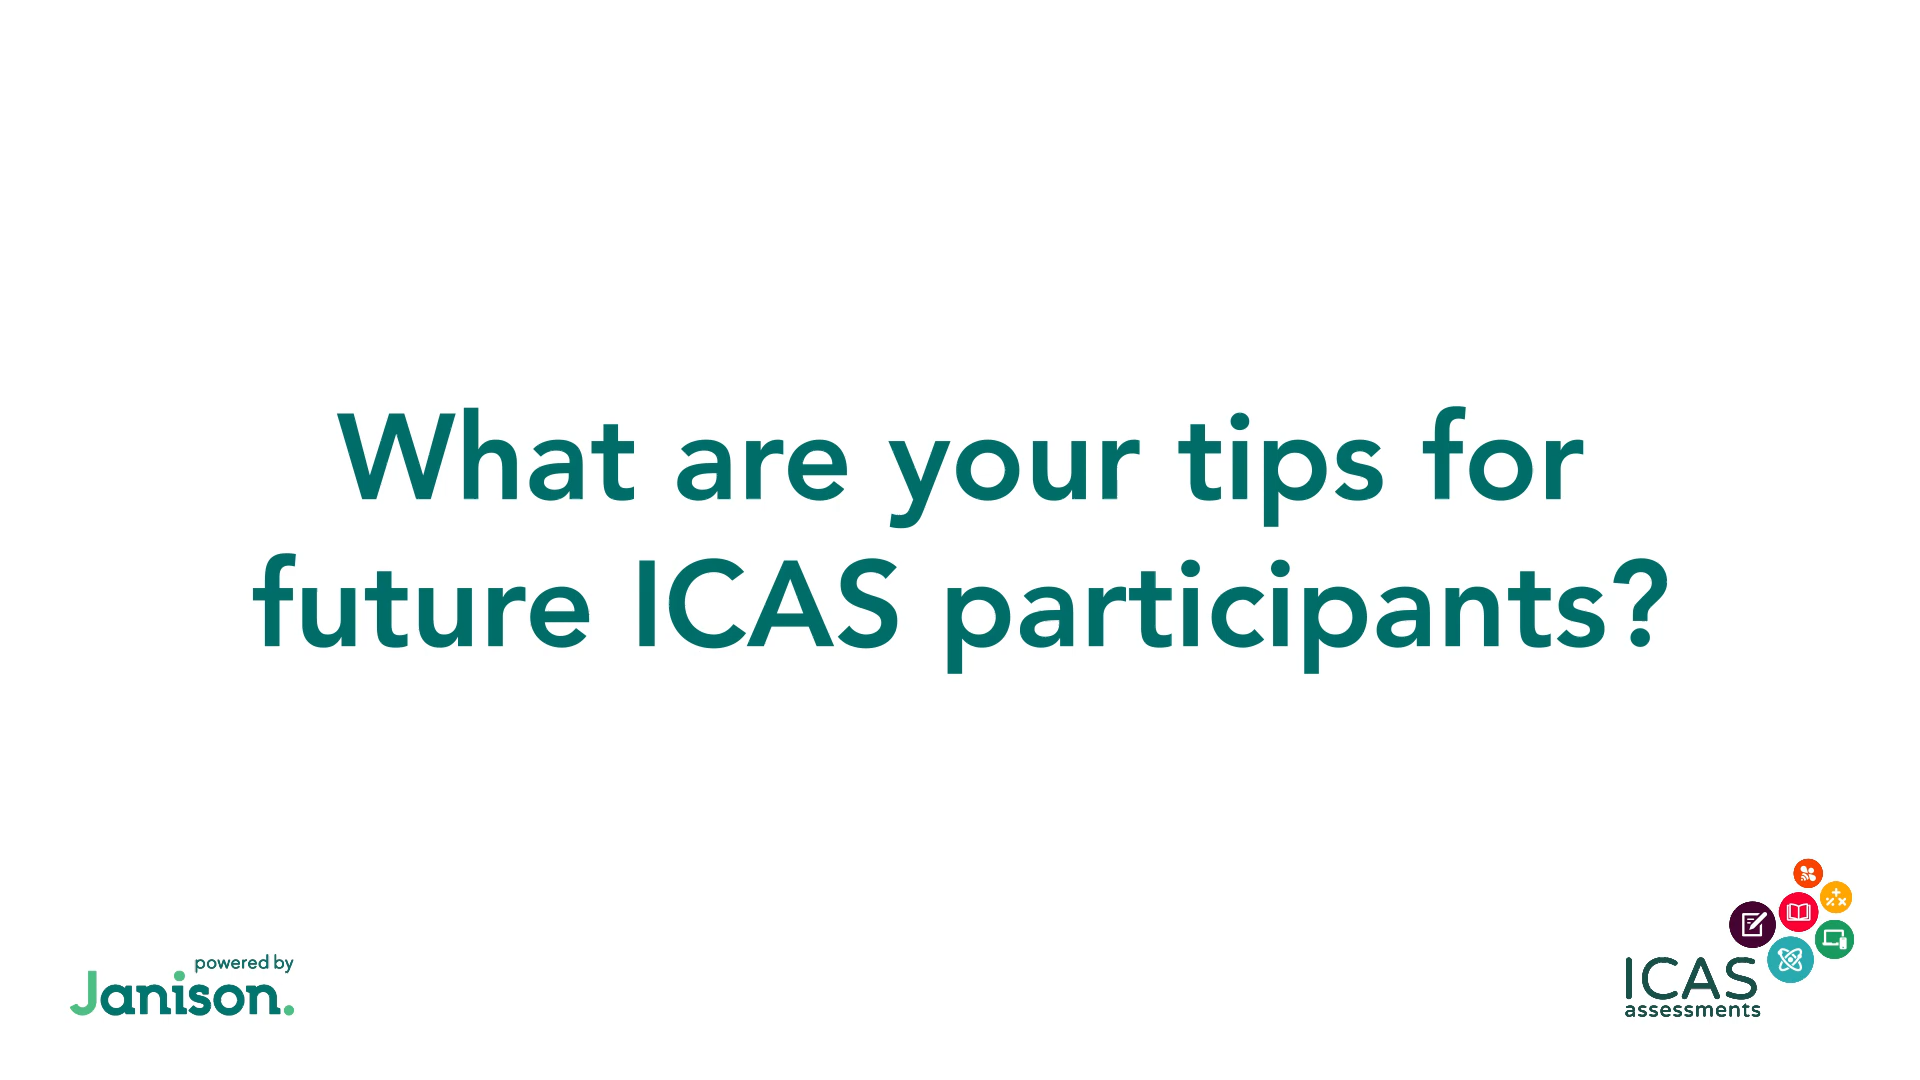 What are your tips for
future ICAS participants?
powered by
Janison.
ICAS
assessments